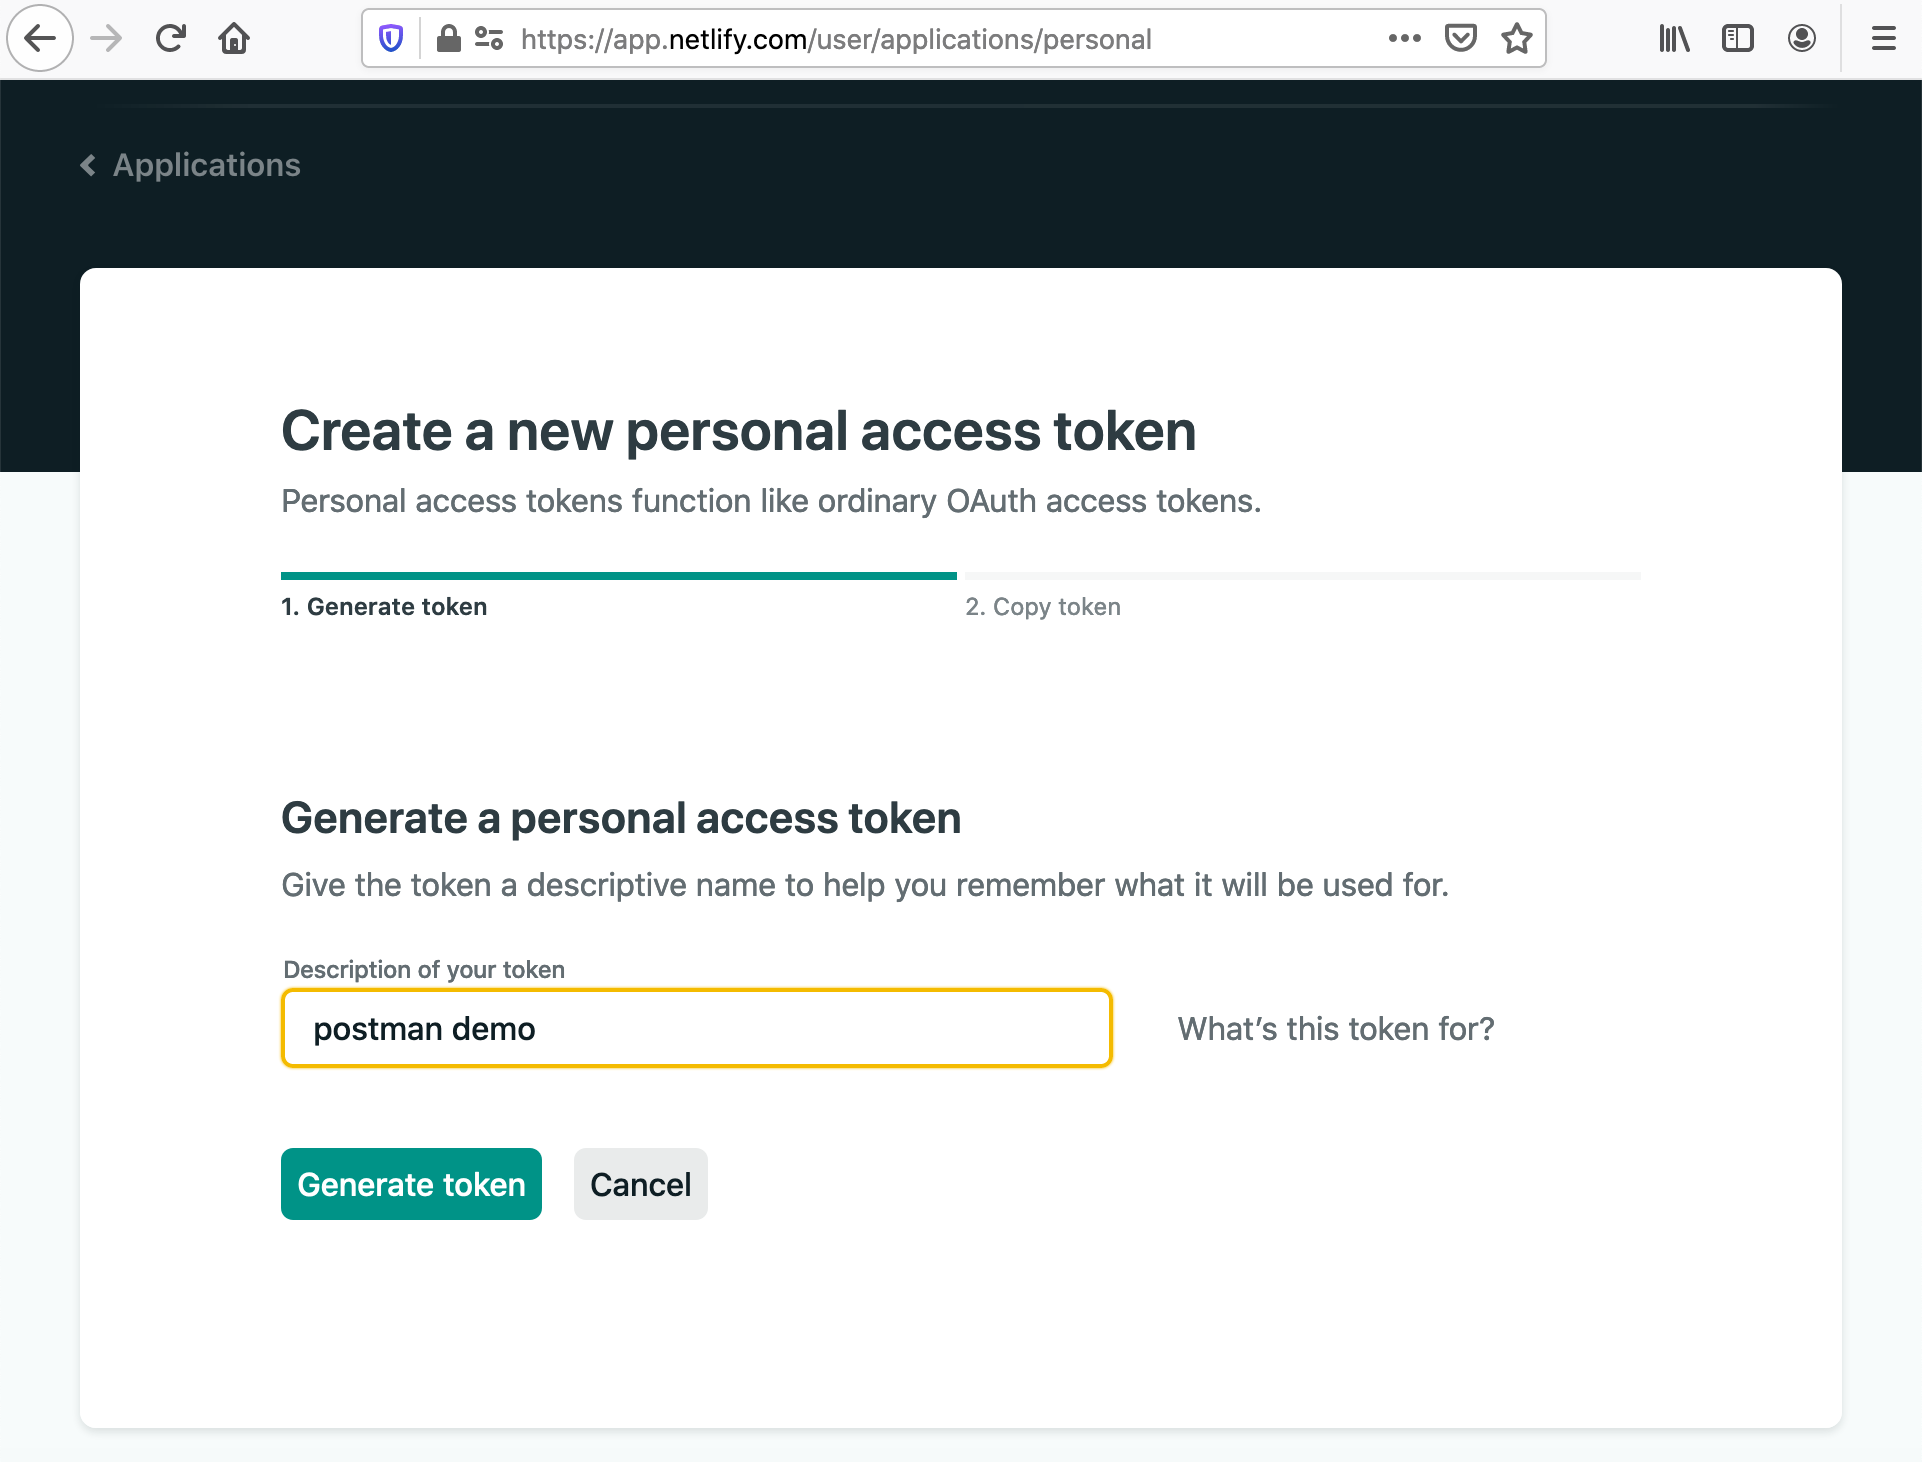 https://app.netlify.com/user/applications/personal
Applications
Create a new personal access token
Personal access tokens function like ordinary OAuth access tokens.
1. Generate token
2. Copy token
Generate a personal access token
Give the token a descriptive name to help you remember what it will be used for.
Description of your token
postman demo
What’s this token for?
Generate token
Cancel